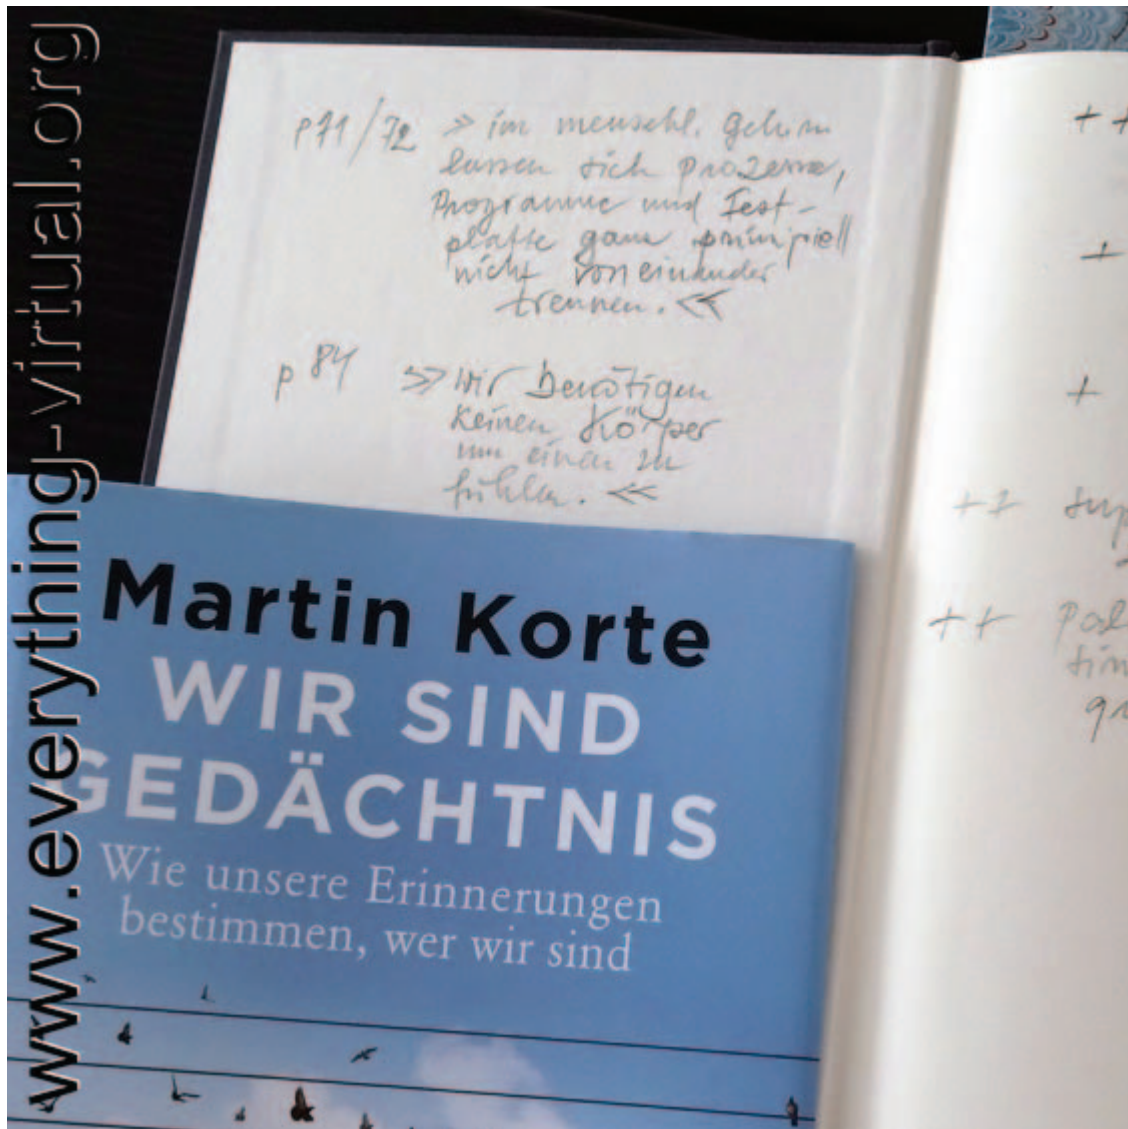 www.everything-virtual.org
p71/72 >> im menschl. Gehirn
lassen sich Prozesse,
Programme und Fest-
platte ganz prinzipiell
nicht voneinander
trennen. <<
p 84 >> Wir benötigen
keinen Körper
um einen zu
fühlen. <<
++
+
+
++ sup
++
Martin Korte
WIR SIND
GEDÄCHTNIS
Wie unsere Erinnerungen
bestimmen, wer wir sind